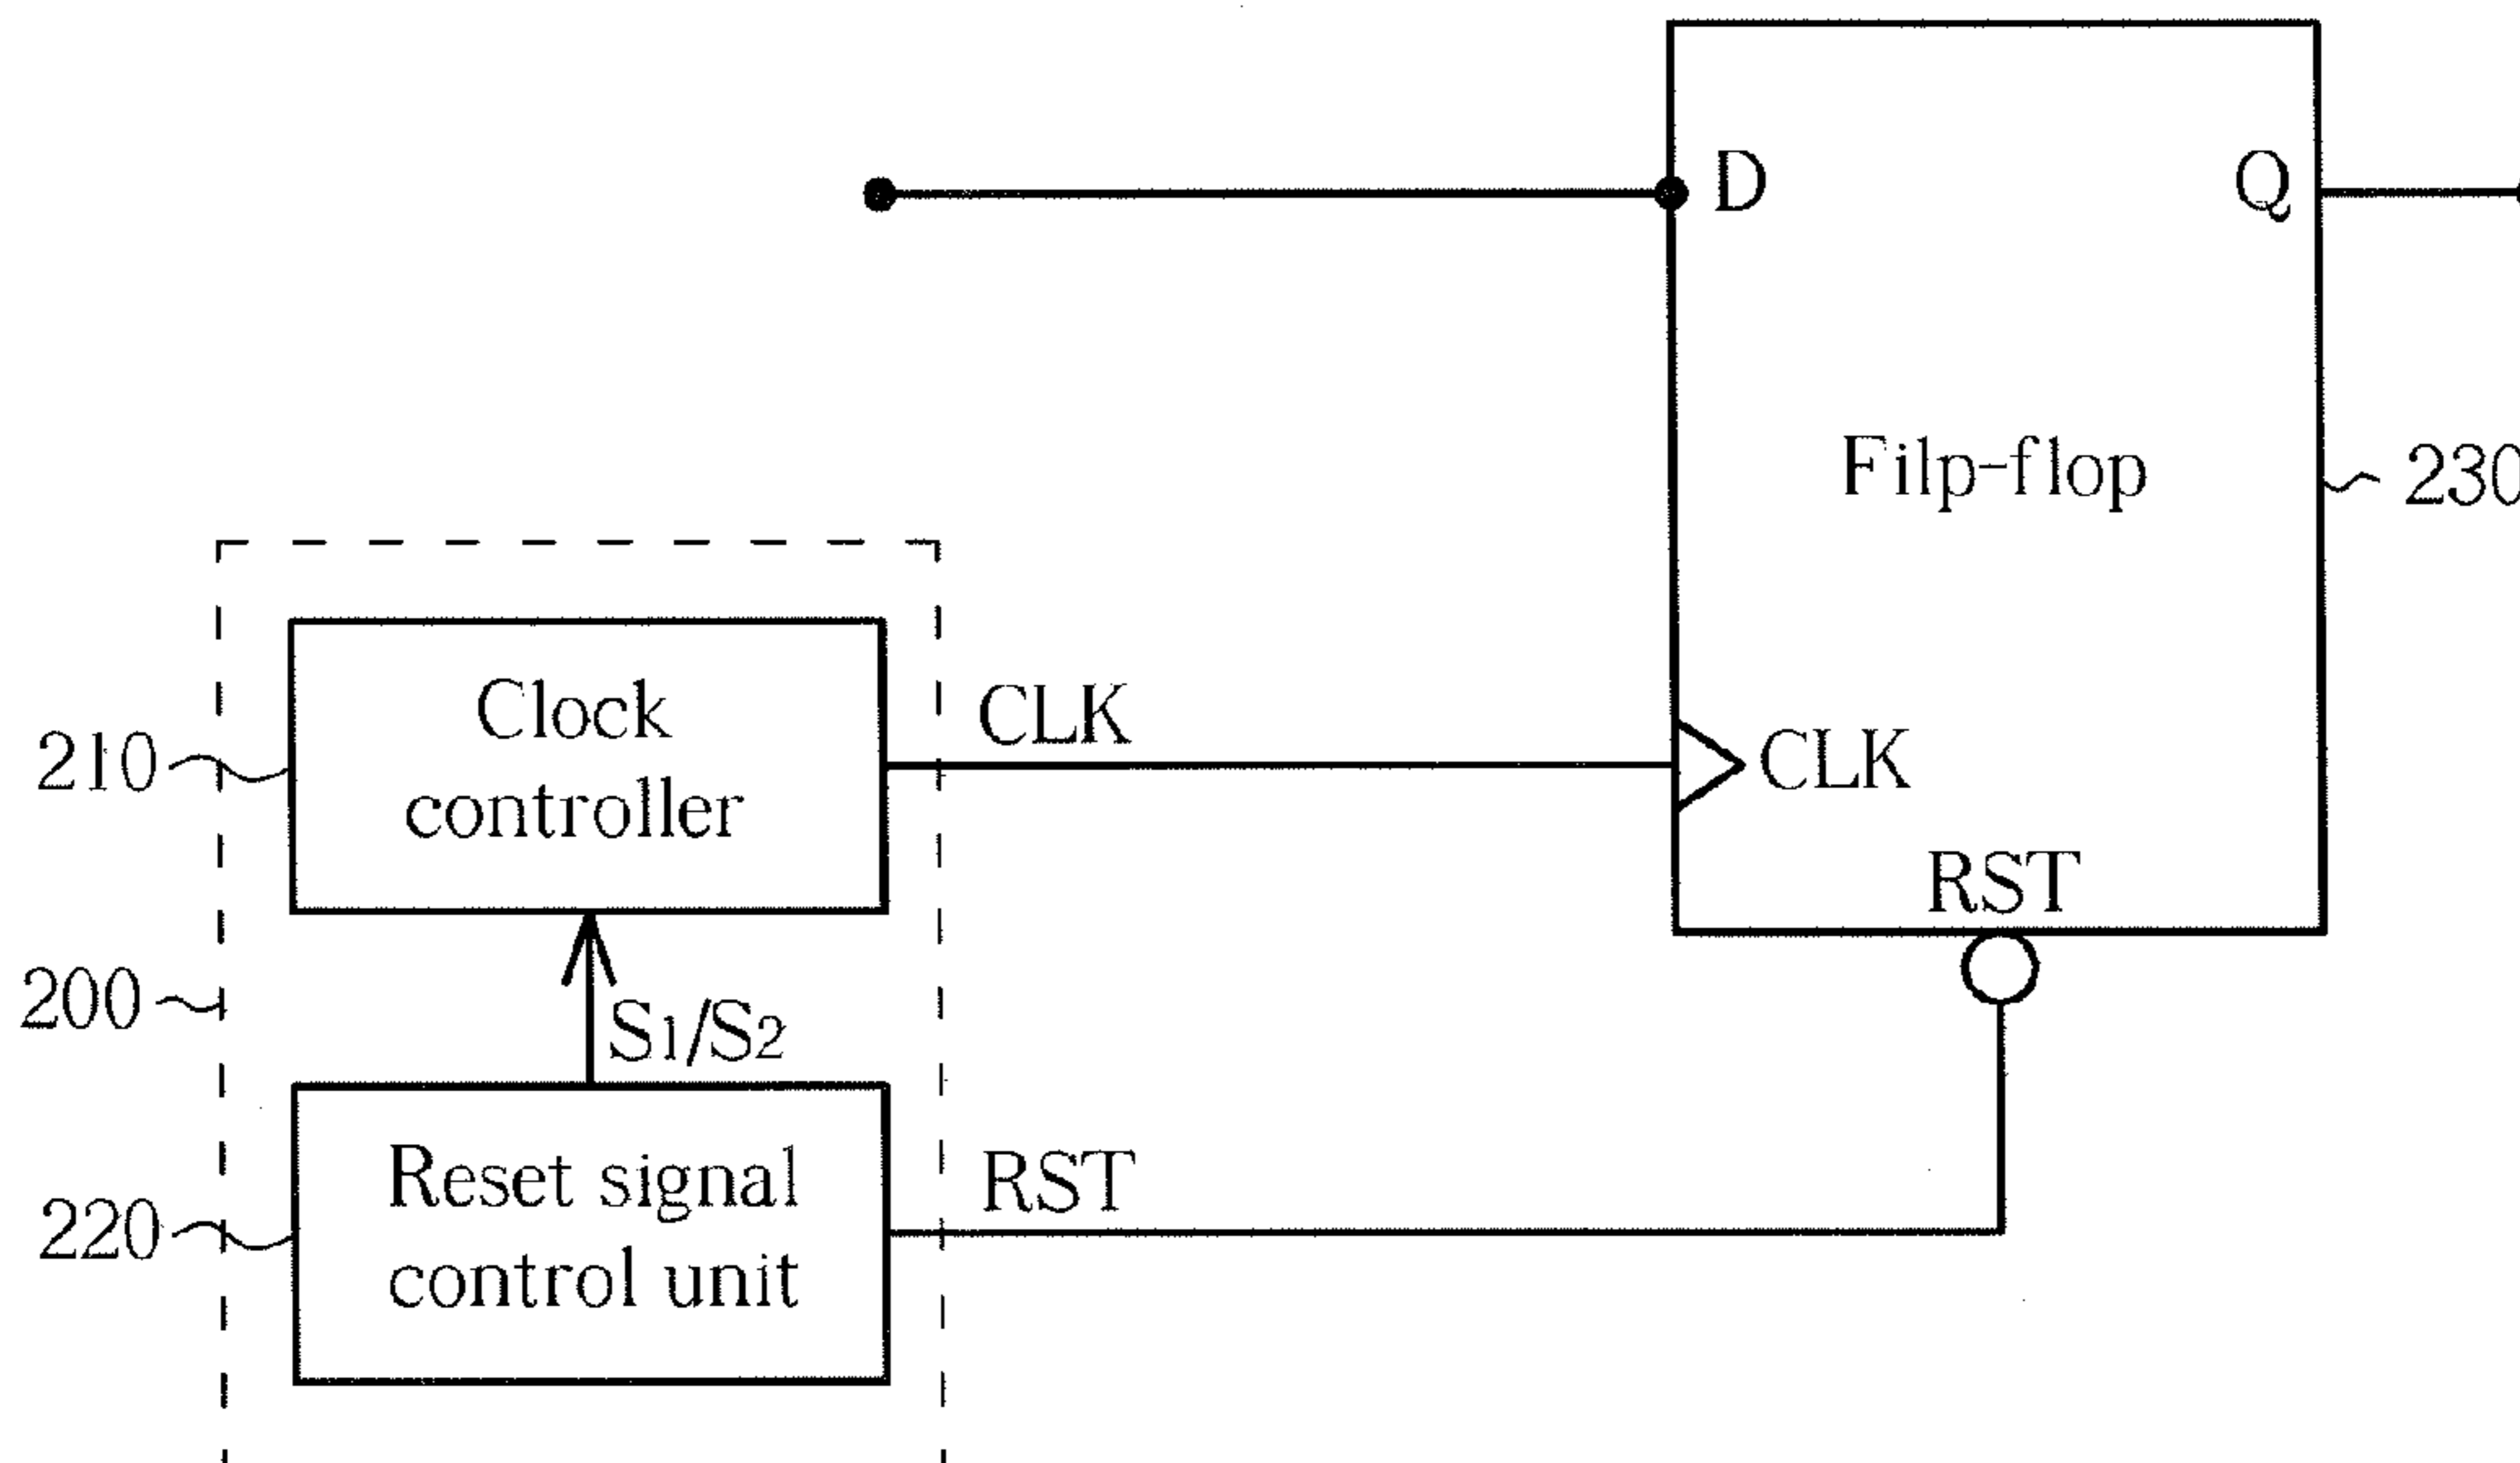 D
Q
Filp-flop
230
Clock
controller
210
CLK
CLK
RST
200
S1/S2
Reset signal
control unit
220
RST